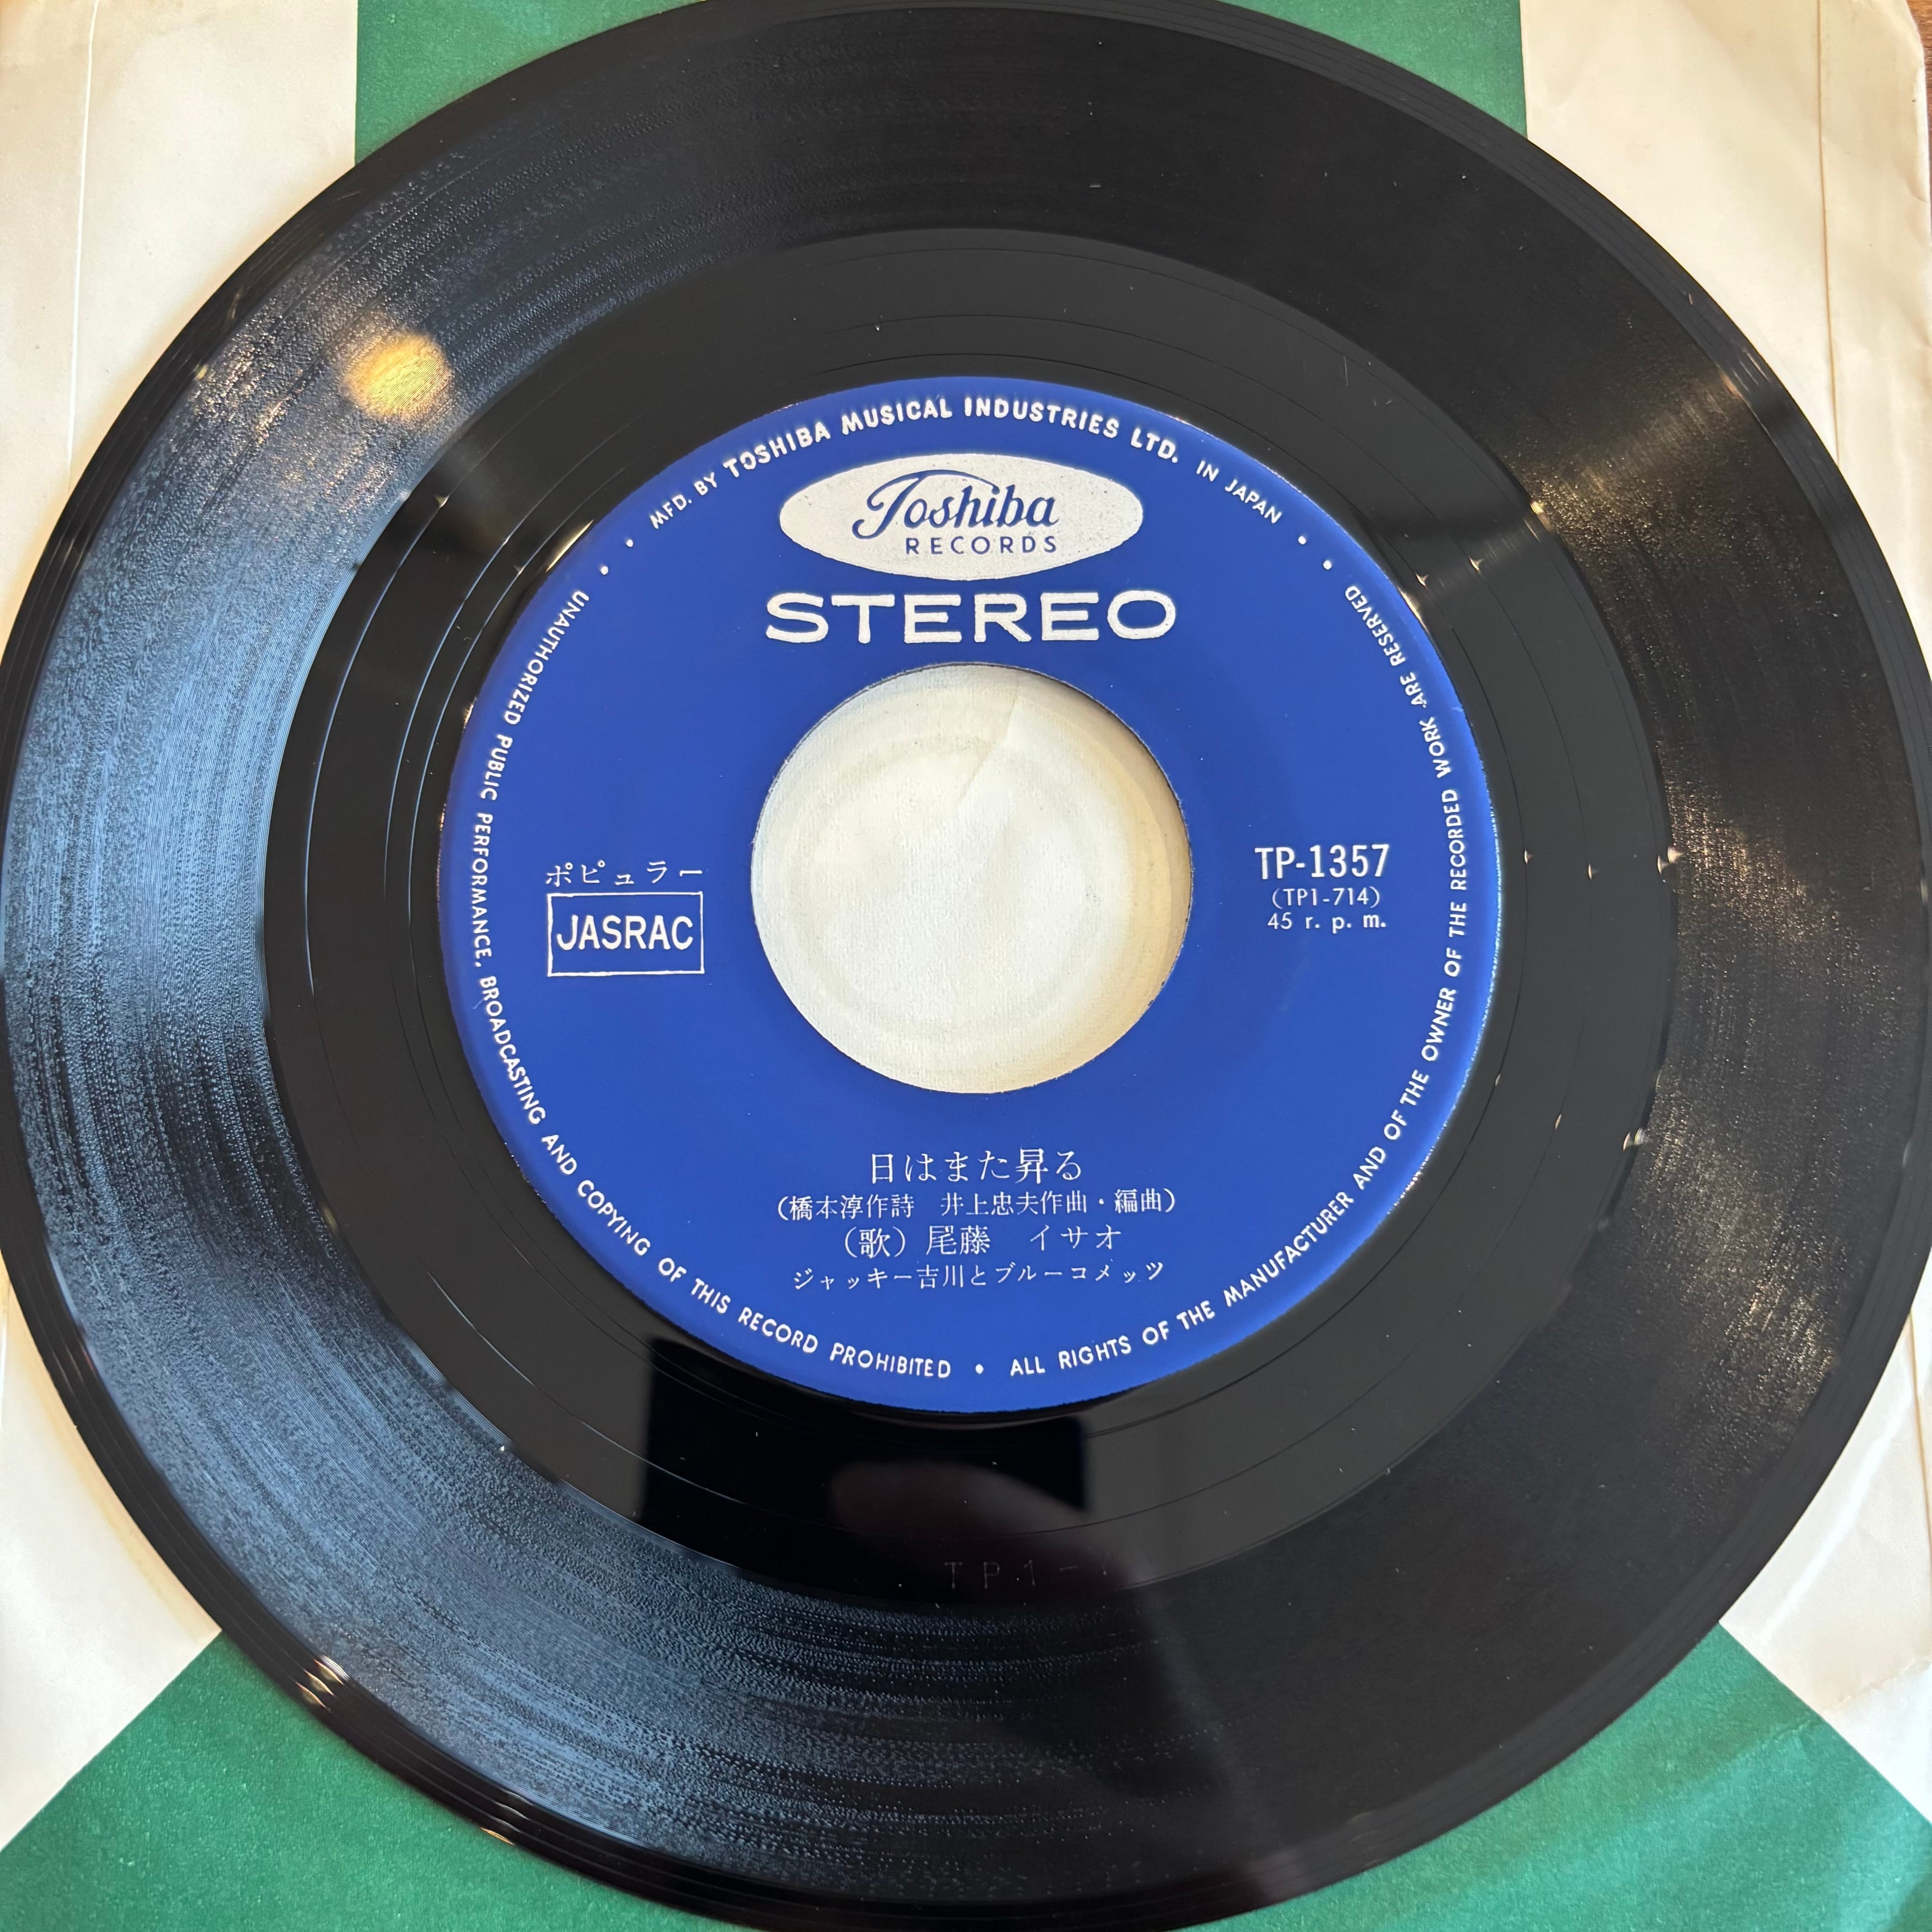 MFD. BY TOSHIBA MUSICAL INDUSTRIES LTD. IN JAPAN
Toshiba
RECORDS
STEREO
ポピュラー
JASRAC
TP-1357
(TP1-714)
45 r. p. m.
日はまた昇る
(橋本淳作詩　井上忠夫作曲・編曲)
(歌) 尾藤　イサオ
ジャッキー吉川とブルーコメッツ
UNAUTHORIZED PUBLIC PERFORMANCE, BROADCASTING AND COPYING OF THIS RECORD PROHIBITED • ALL RIGHTS OF THE MANUFACTURER AND OF THE OWNER OF THE RECORDED WORK ARE RESERVED
TP1-